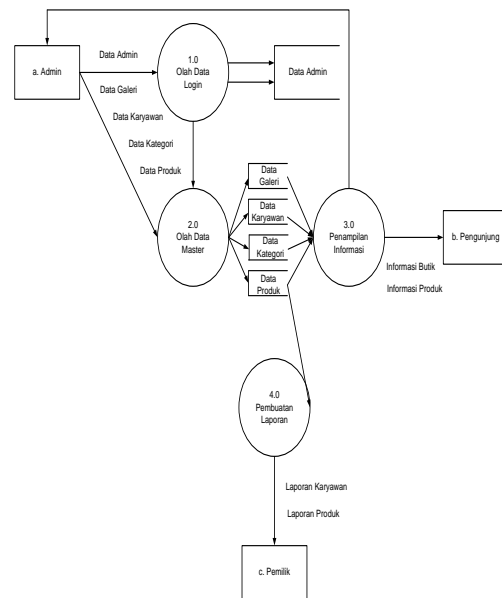 a. Admin
Data Admin
Data Galeri
Data Karyawan
Data Kategori
Data Produk
1.0
Olah Data
Login
Data Admin
2.0
Olah Data
Master
Data
Galeri
Data
Karyawan
Data
Kategori
Data
Produk
3.0
Penampilan
Informasi
b. Pengunjung
Informasi Butik
Informasi Produk
4.0
Pembuatan
Laporan
Laporan Karyawan
Laporan Produk
c. Pemilik